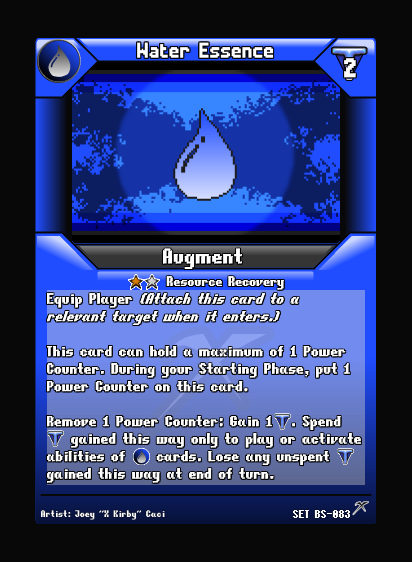 Water Essence
2
Augment
Resource Recovery
Equip Player (Attach this card to a
relevant target when it enters.)
This card can hold a maximum of 1 Power
Counter. During your Starting Phase, put 1
Power Counter on this card.
Remove 1 Power Counter: Gain 1. Spend
gained this way only to play or activate
abilities of cards. Lose any unspent
gained this way at end of turn.
Artist: Joey "X Kirby" Caci
SET BS-083